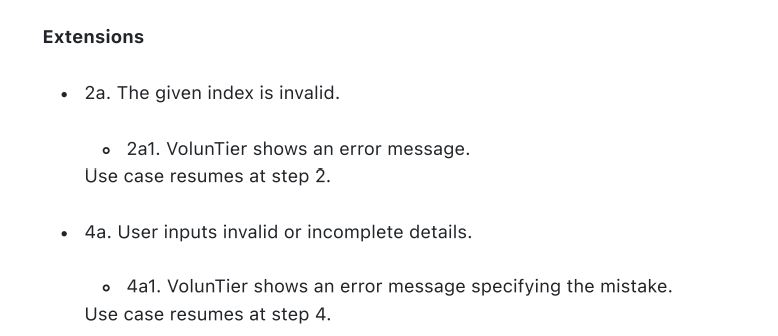 Extensions
• 2a. The given index is invalid.
◦ 2a1. VolunTier shows an error message.
Use case resumes at step 2.
• 4a. User inputs invalid or incomplete details.
◦ 4a1. VolunTier shows an error message specifying the mistake.
Use case resumes at step 4.